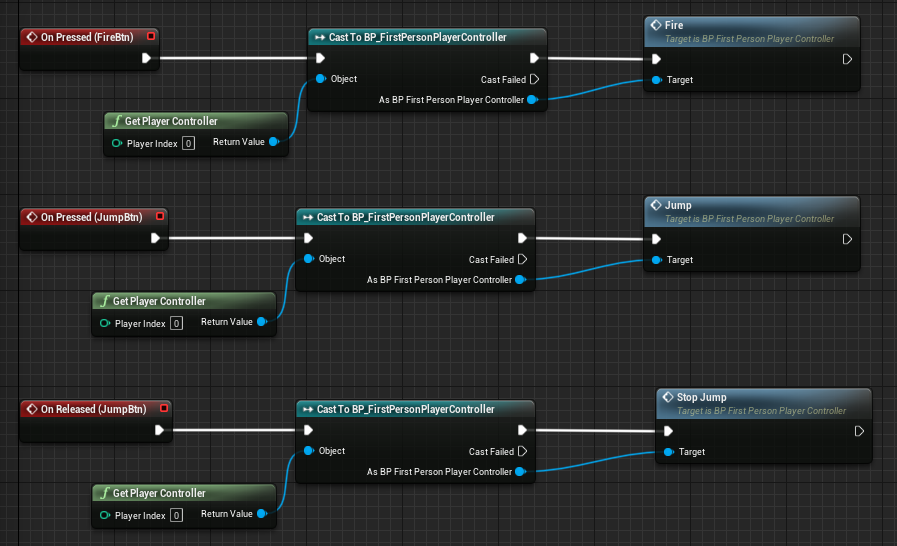 On Pressed (FireBtn)
Cast To BP_FirstPersonPlayerController
Object
Cast Failed
As BP First Person Player Controller
Fire
Target is BP First Person Player Controller
Target
Get Player Controller
Player Index 0
Return Value
On Pressed (JumpBtn)
Cast To BP_FirstPersonPlayerController
Object
Cast Failed
As BP First Person Player Controller
Jump
Target is BP First Person Player Controller
Target
Get Player Controller
Player Index 0
Return Value
On Released (JumpBtn)
Cast To BP_FirstPersonPlayerController
Object
Cast Failed
As BP First Person Player Controller
Stop Jump
Target is BP First Person Player Controller
Target
Get Player Controller
Player Index 0
Return Value